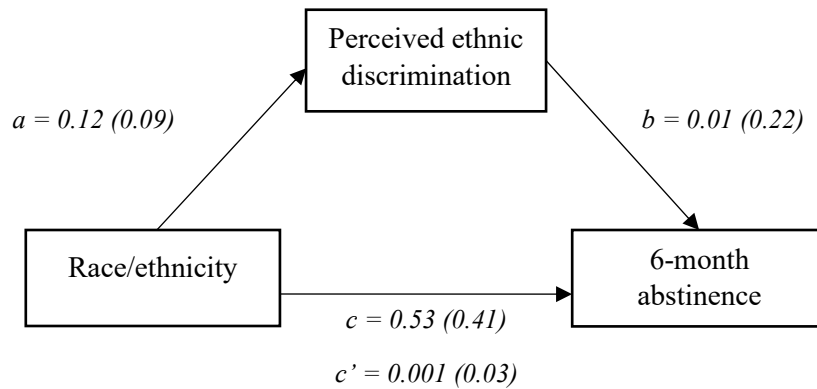 Perceived ethnic
discrimination
a = 0.12 (0.09)
b = 0.01 (0.22)
Race/ethnicity
6-month
abstinence
c = 0.53 (0.41)
c’ = 0.001 (0.03)